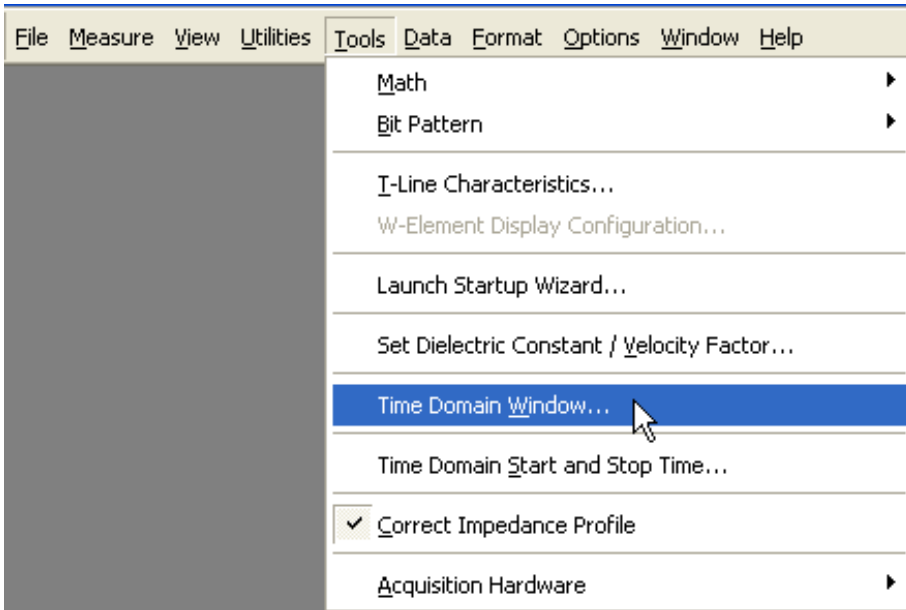 File Measure View Utilities Tools Data Format Options Window Help
Math
Bit Pattern
T-Line Characteristics...
W-Element Display Configuration...
Launch Startup Wizard...
Set Dielectric Constant / Velocity Factor...
Time Domain Window...
Time Domain Start and Stop Time...
Correct Impedance Profile
Acquisition Hardware